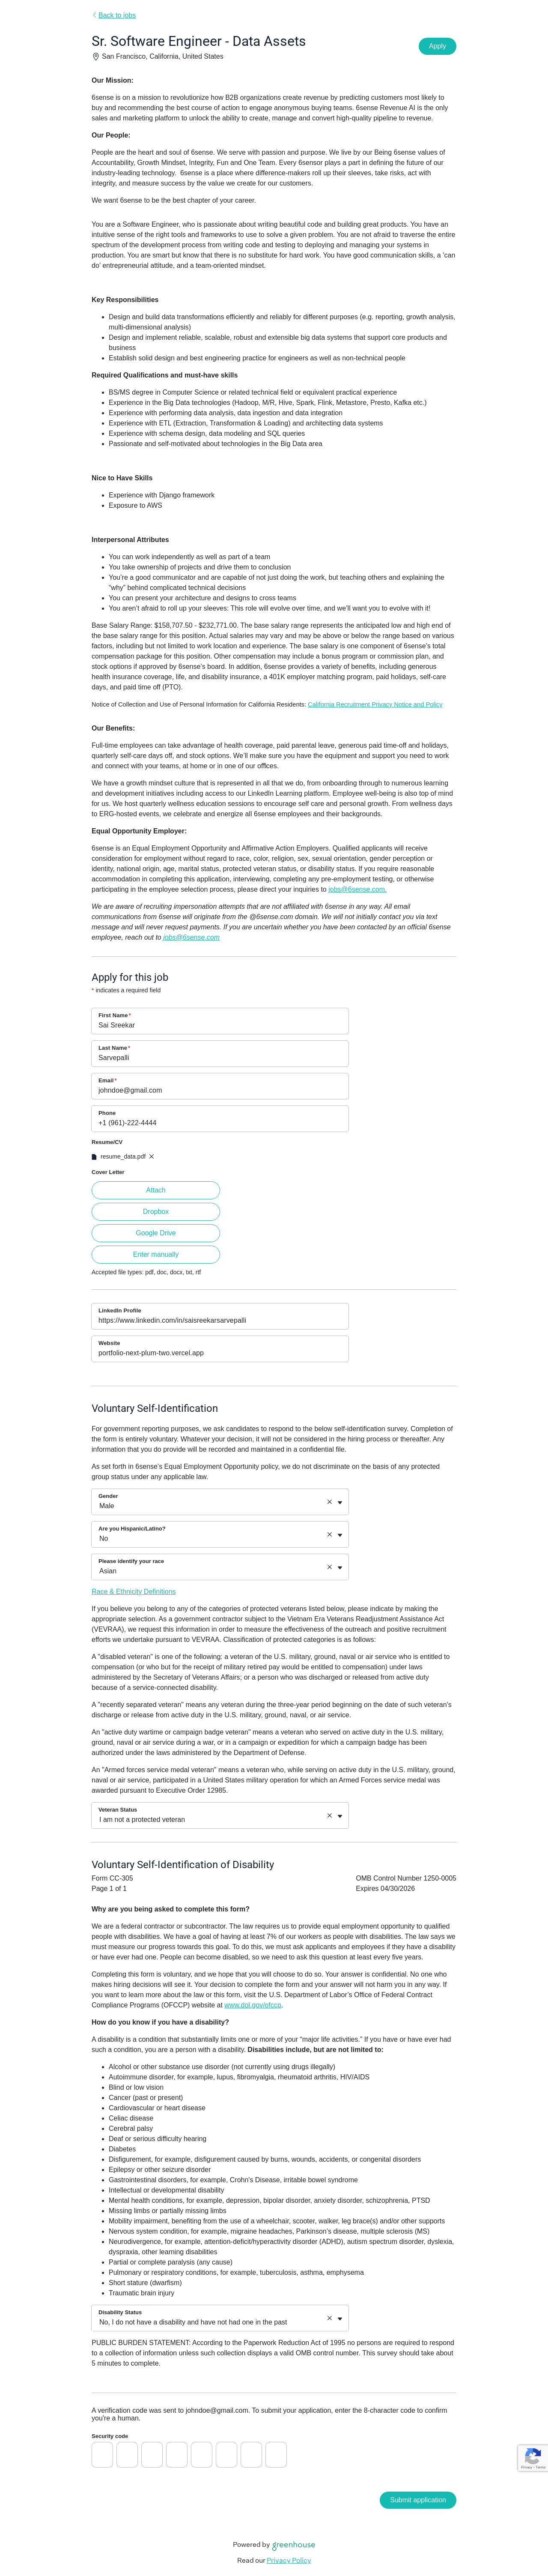 Back to jobs
Sr. Software Engineer - Data Assets
San Francisco, California, United States
Apply
Our Mission:
6sense is on a mission to revolutionize how B2B organizations create revenue by predicting customers most likely to
buy and recommending the best course of action to engage anonymous buying teams. 6sense Revenue AI is the only
sales and marketing platform to unlock the ability to create, manage and convert high-quality pipeline to revenue.
Our People:
People are the heart and soul of 6sense. We serve with passion and purpose. We live by our Being 6sense values of
Accountability, Growth Mindset, Integrity, Fun and One Team. Every 6sensor plays a part in defining the future of our
industry-leading technology.  6sense is a place where difference-makers roll up their sleeves, take risks, act with
integrity, and measure success by the value we create for our customers.
We want 6sense to be the best chapter of your career.
You are a Software Engineer, who is passionate about writing beautiful code and building great products. You have an
intuitive sense of the right tools and frameworks to use to solve a given problem. You are not afraid to traverse the entire
spectrum of the development process from writing code and testing to deploying and managing your systems in
production. You are smart but know that there is no substitute for hard work. You have good communication skills, a 'can
do' entrepreneurial attitude, and a team-oriented mindset.
Key Responsibilities
Design and build data transformations efficiently and reliably for different purposes (e.g. reporting, growth analysis,
multi-dimensional analysis)
Design and implement reliable, scalable, robust and extensible big data systems that support core products and
business
Establish solid design and best engineering practice for engineers as well as non-technical people
Required Qualifications and must-have skills
BS/MS degree in Computer Science or related technical field or equivalent practical experience
Experience in the Big Data technologies (Hadoop, M/R, Hive, Spark, Flink, Metastore, Presto, Kafka etc.)
Experience with performing data analysis, data ingestion and data integration
Experience with ETL (Extraction, Transformation & Loading) and architecting data systems
Experience with schema design, data modeling and SQL queries
Passionate and self-motivated about technologies in the Big Data area
Nice to Have Skills
Experience with Django framework
Exposure to AWS
Interpersonal Attributes
You can work independently as well as part of a team
You take ownership of projects and drive them to conclusion
You're a good communicator and are capable of not just doing the work, but teaching others and explaining the
"why" behind complicated technical decisions
You can present your architecture and designs to cross teams
You aren't afraid to roll up your sleeves: This role will evolve over time, and we'll want you to evolve with it!
Base Salary Range: $158,707.50 - $232,771.00. The base salary range represents the anticipated low and high end of
the base salary range for this position. Actual salaries may vary and may be above or below the range based on various
factors, including but not limited to work location and experience. The base salary is one component of 6sense's total
compensation package for this position. Other compensation may include a bonus program or commission plan, and
stock options if approved by 6sense's board. In addition, 6sense provides a variety of benefits, including generous
health insurance coverage, life, and disability insurance, a 401K employer matching program, paid holidays, self-care
days, and paid time off (PTO).
Notice of Collection and Use of Personal Information for California Residents: California Recruitment Privacy Notice and Policy
Our Benefits:
Full-time employees can take advantage of health coverage, paid parental leave, generous paid time-off and holidays,
quarterly self-care days off, and stock options. We'll make sure you have the equipment and support you need to work
and connect with your teams, at home or in one of our offices.
We have a growth mindset culture that is represented in all that we do, from onboarding through to numerous learning
and development initiatives including access to our LinkedIn Learning platform. Employee well-being is also top of mind for
us. We host quarterly wellness education sessions to encourage self care and personal growth. From wellness days
to ERG-hosted events, we celebrate and energize all 6sense employees and their backgrounds.
Equal Opportunity Employer:
6sense is an Equal Employment Opportunity and Affirmative Action Employers. Qualified applicants will receive
consideration for employment without regard to race, color, religion, sex, sexual orientation, gender perception or
identity, national origin, age, marital status, protected veteran status, or disability status. If you require reasonable
accommodation in completing this application, interviewing, completing any pre-employment testing, or otherwise
participating in the employee selection process, please direct your inquiries to jobs@6sense.com.
We are aware of recruiting impersonation attempts that are not affiliated with 6sense in any way. All email
communications from 6sense will originate from the @6sense.com domain. We will not initially contact you via text
message and will never request payments. If you are uncertain whether you have been contacted by an official 6sense
employee, reach out to jobs@6sense.com
Apply for this job
* indicates a required field
First Name*
Sai Sreekar
Last Name*
Sarvepalli
Email*
johndoe@gmail.com
Phone
+1 (961)-222-4444
Resume/CV
resume_data.pdf
Cover Letter
Attach
Dropbox
Google Drive
Enter manually
Accepted file types: pdf, doc, docx, txt, rtf
LinkedIn Profile
https://www.linkedin.com/in/saisreekarsarvepalli
Website
portfolio-next-plum-two.vercel.app
Voluntary Self-Identification
For government reporting purposes, we ask candidates to respond to the below self-identification survey. Completion of
the form is entirely voluntary. Whatever your decision, it will not be considered in the hiring process or thereafter. Any
information that you do provide will be recorded and maintained in a confidential file.
As set forth in 6sense's Equal Employment Opportunity policy, we do not discriminate on the basis of any protected
group status under any applicable law.
Gender
Male
Are you Hispanic/Latino?
No
Please identify your race
Asian
Race & Ethnicity Definitions
If you believe you belong to any of the categories of protected veterans listed below, please indicate by making the
appropriate selection. As a government contractor subject to the Vietnam Era Veterans Readjustment Assistance Act
(VEVRAA), we request this information in order to measure the effectiveness of the outreach and positive recruitment
efforts we undertake pursuant to VEVRAA. Classification of protected categories is as follows:
A "disabled veteran" is one of the following: a veteran of the U.S. military, ground, naval or air service who is entitled to
compensation (or who but for the receipt of military retired pay would be entitled to compensation) under laws
administered by the Secretary of Veterans Affairs; or a person who was discharged or released from active duty
because of a service-connected disability.
A "recently separated veteran" means any veteran during the three-year period beginning on the date of such veteran's
discharge or release from active duty in the U.S. military, ground, naval, or air service.
An "active duty wartime or campaign badge veteran" means a veteran who served on active duty in the U.S. military,
ground, naval or air service during a war, or in a campaign or expedition for which a campaign badge has been
authorized under the laws administered by the Department of Defense.
An "Armed forces service medal veteran" means a veteran who, while serving on active duty in the U.S. military, ground,
naval or air service, participated in a United States military operation for which an Armed Forces service medal was
awarded pursuant to Executive Order 12985.
Veteran Status
I am not a protected veteran
Voluntary Self-Identification of Disability
Form CC-305
Page 1 of 1
OMB Control Number 1250-0005
Expires 04/30/2026
Why are you being asked to complete this form?
We are a federal contractor or subcontractor. The law requires us to provide equal employment opportunity to qualified
people with disabilities. We have a goal of having at least 7% of our workers as people with disabilities. The law says we
must measure our progress towards this goal. To do this, we must ask applicants and employees if they have a disability
or have ever had one. People can become disabled, so we need to ask this question at least every five years.
Completing this form is voluntary, and we hope that you will choose to do so. Your answer is confidential. No one who
makes hiring decisions will see it. Your decision to complete the form and your answer will not harm you in any way. If
you want to learn more about the law or this form, visit the U.S. Department of Labor's Office of Federal Contract
Compliance Programs (OFCCP) website at www.dol.gov/ofccp.
How do you know if you have a disability?
A disability is a condition that substantially limits one or more of your "major life activities." If you have or have ever had
such a condition, you are a person with a disability. Disabilities include, but are not limited to:
Alcohol or other substance use disorder (not currently using drugs illegally)
Autoimmune disorder, for example, lupus, fibromyalgia, rheumatoid arthritis, HIV/AIDS
Blind or low vision
Cancer (past or present)
Cardiovascular or heart disease
Celiac disease
Cerebral palsy
Deaf or serious difficulty hearing
Diabetes
Disfigurement, for example, disfigurement caused by burns, wounds, accidents, or congenital disorders
Epilepsy or other seizure disorder
Gastrointestinal disorders, for example, Crohn's Disease, irritable bowel syndrome
Intellectual or developmental disability
Mental health conditions, for example, depression, bipolar disorder, anxiety disorder, schizophrenia, PTSD
Missing limbs or partially missing limbs
Mobility impairment, benefiting from the use of a wheelchair, scooter, walker, leg brace(s) and/or other supports
Nervous system condition, for example, migraine headaches, Parkinson's disease, multiple sclerosis (MS)
Neurodivergence, for example, attention-deficit/hyperactivity disorder (ADHD), autism spectrum disorder, dyslexia,
dyspraxia, other learning disabilities
Partial or complete paralysis (any cause)
Pulmonary or respiratory conditions, for example, tuberculosis, asthma, emphysema
Short stature (dwarfism)
Traumatic brain injury
Disability Status
No, I do not have a disability and have not had one in the past
PUBLIC BURDEN STATEMENT: According to the Paperwork Reduction Act of 1995 no persons are required to respond
to a collection of information unless such collection displays a valid OMB control number. This survey should take about
5 minutes to complete.
A verification code was sent to johndoe@gmail.com. To submit your application, enter the 8-character code to confirm
you're a human.
Security code
Privacy - Terms
Submit application
Powered by greenhouse
Read our Privacy Policy